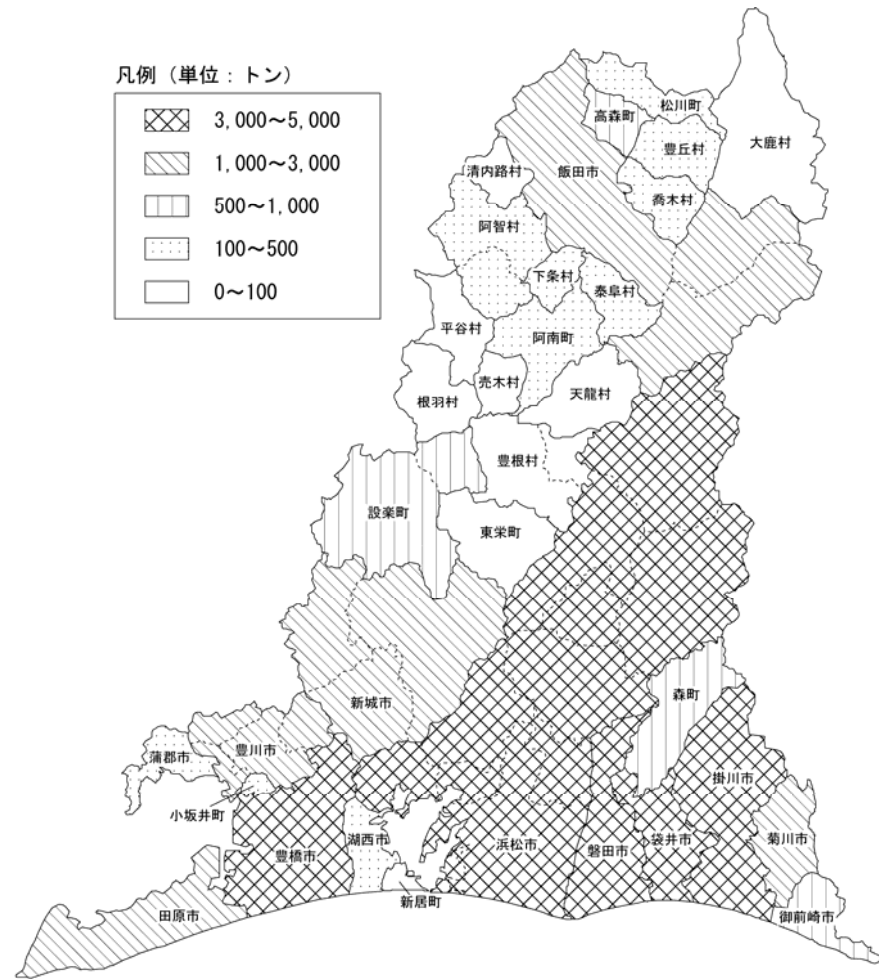 凡例（単位：トン）
3,000～5,000
1,000～3,000
500～1,000
100～500
0～100
松川町
高森町
大鹿村
豊丘村
清内路村
飯田市
喬木村
阿智村
下条村
泰阜村
平谷村
阿南町
売木村
天龍村
根羽村
豊根村
設楽町
東栄町
新城市
森町
豊川市
蒲郡市
掛川市
小坂井町
湖西市
浜松市
磐田市
袋井市
菊川市
豊橋市
新居町
田原市
御前崎市